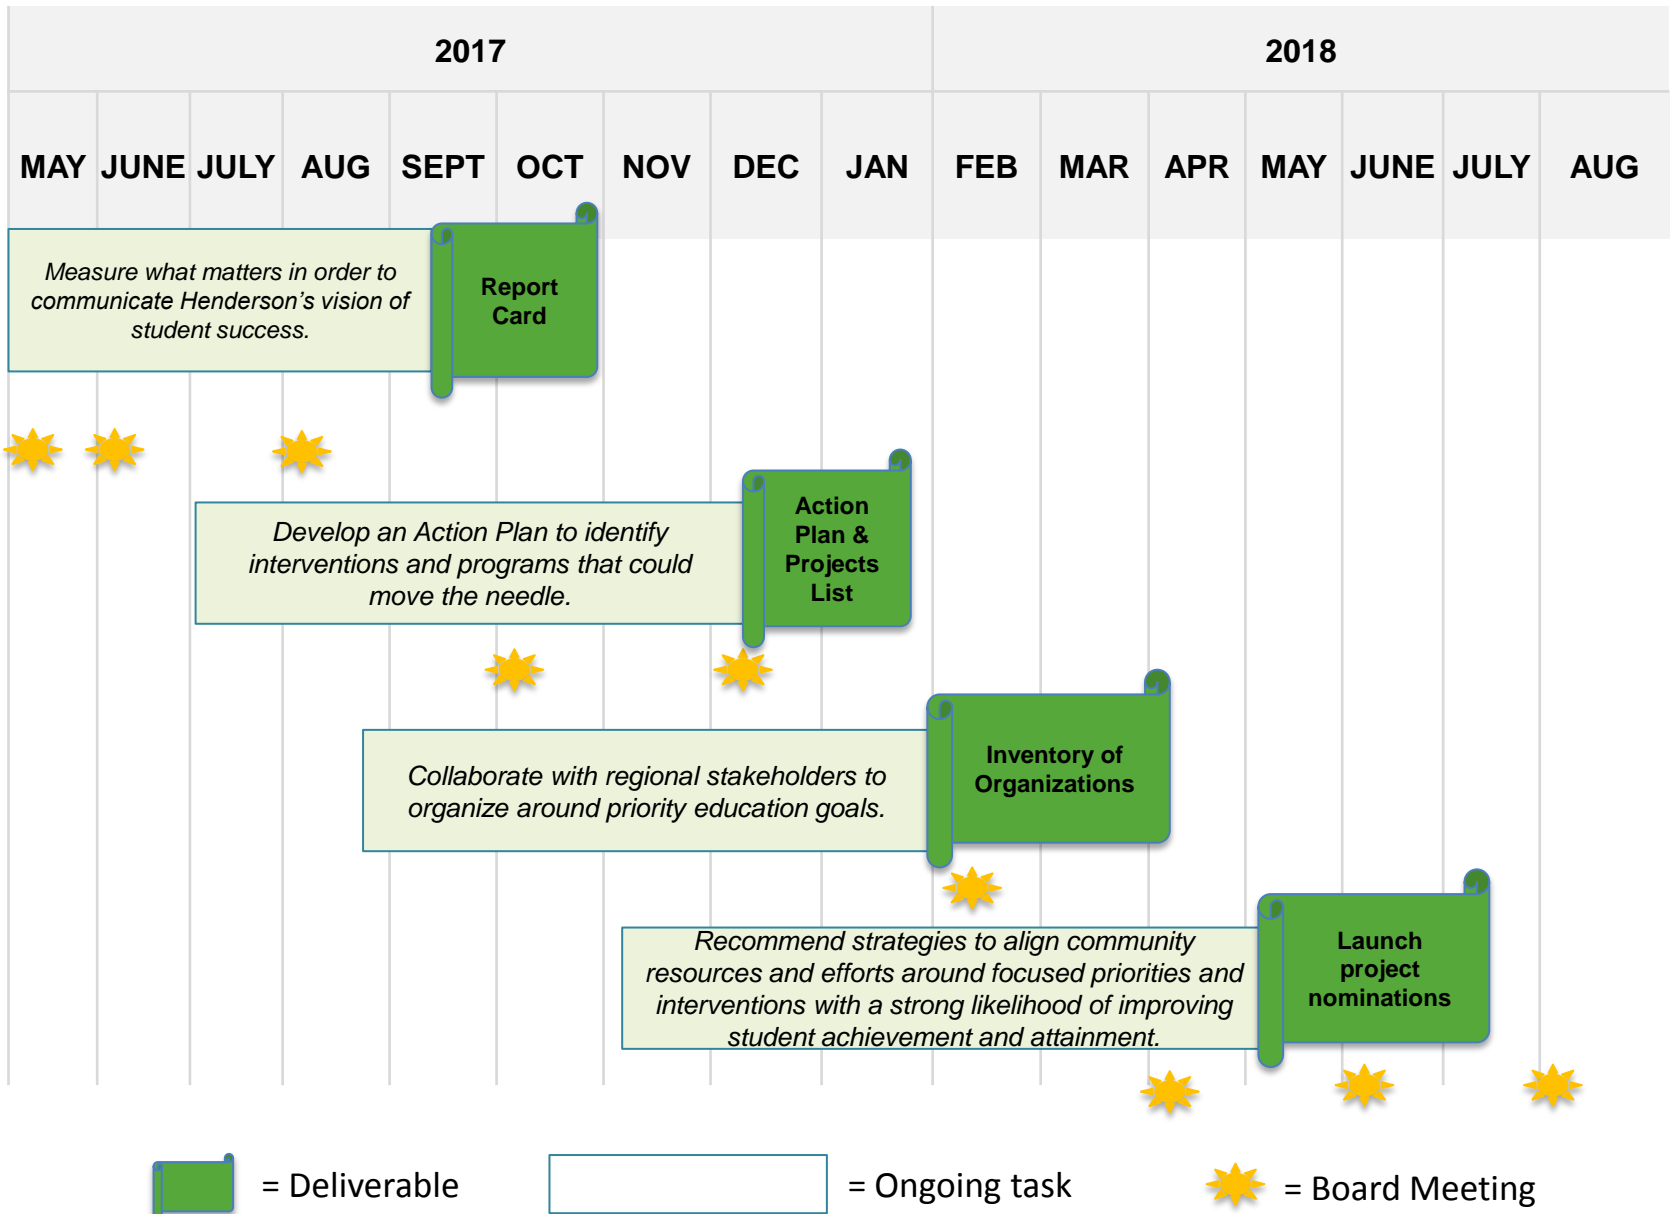 2017
2018
MAY JUNE JULY AUG SEPT OCT NOV DEC JAN FEB MAR APR MAY JUNE JULY AUG
Measure what matters in order to
communicate Henderson’s vision of
student success.
Report
Card
Develop an Action Plan to identify
interventions and programs that could
move the needle.
Action
Plan &
Projects
List
Collaborate with regional stakeholders to
organize around priority education goals.
Inventory of
Organizations
Recommend strategies to align community
resources and efforts around focused priorities and
interventions with a strong likelihood of improving
student achievement and attainment.
Launch
project
nominations
= Deliverable
= Ongoing task
= Board Meeting